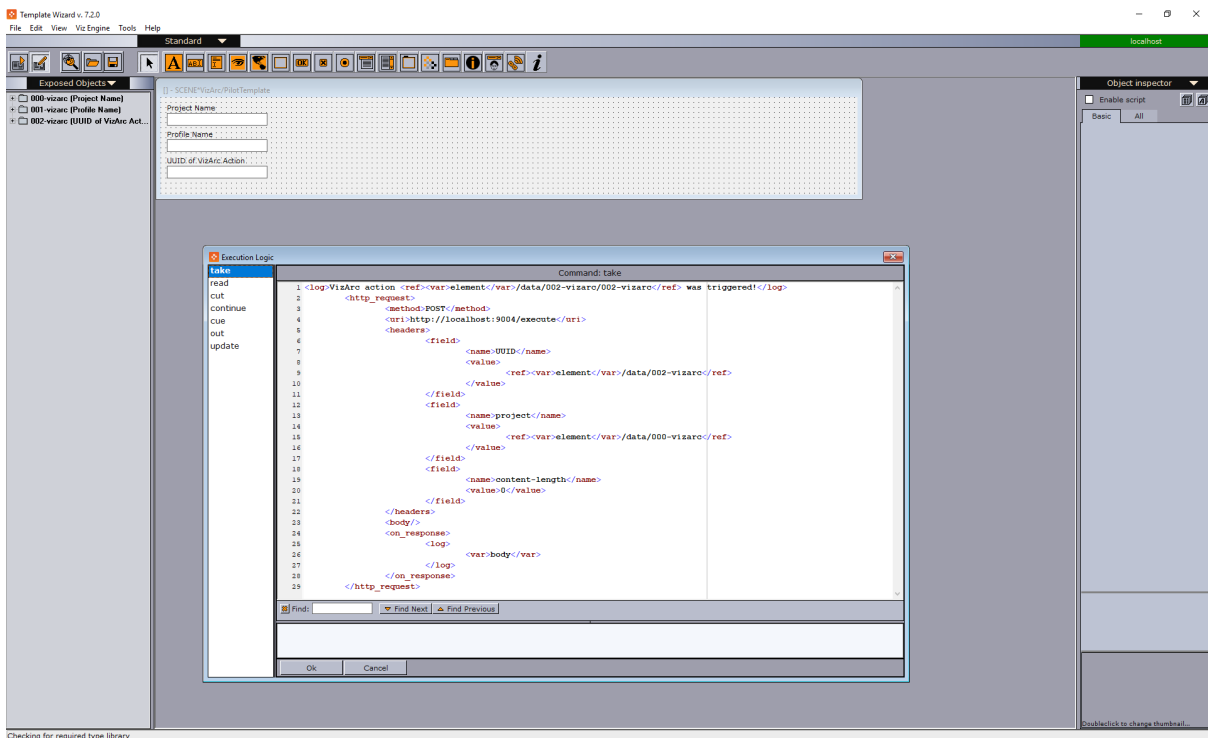 Template Wizard v. 7.2.0
File Edit View Viz Engine Tools Help
Standard
localhost
Exposed Objects
000-vizarc (Project Name)
001-vizarc (Profile Name)
002-vizarc (UUID of VizArc Act...
[] - SCENE*VizArc/PilotTemplate
Project Name
Profile Name
UUID of VizArc Action
Object inspector
Enable script
Basic All
Execution Logic
take
read
cut
continue
cue
out
update
Command: take
1 <log>VizArc action <ref><var>element</var>/data/002-vizarc/002-vizarc</ref> was triggered!</log>
2 <http_request>
3 <method>POST</method>
4 <uri>http://localhost:9004/execute</uri>
5 <headers>
6 <field>
7 <name>UUID</name>
8 <value>
9 <ref><var>element</var>/data/002-vizarc</ref>
10 </value>
11 </field>
12 <field>
13 <name>project</name>
14 <value>
15 <ref><var>element</var>/data/000-vizarc</ref>
16 </value>
17 </field>
18 <field>
19 <name>content-length</name>
20 <value>0</value>
21 </field>
22 </headers>
23 <body/>
24 <on_response>
25 <log>
26 <var>body</var>
27 </log>
28 </on_response>
29 </http_request>
Find: Find Next Find Previous
Ok Cancel
Doubleclick to change thumbnail...
Checking for required type library